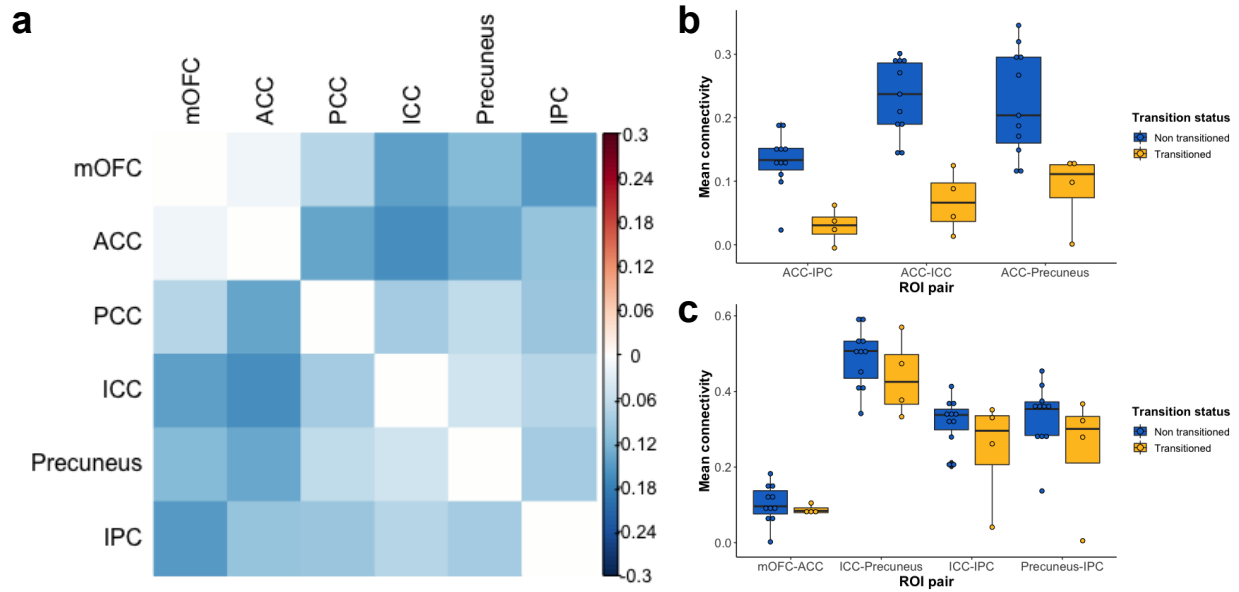 a
mOFC
ACC
PCC
ICC
Precuneus
IPC
mOFC
ACC
PCC
ICC
Precuneus
IPC
0.3
0.24
0.18
0.12
0.06
0
-0.06
-0.12
-0.18
-0.24
-0.3
b
Mean connectivity
0.3
0.2
0.1
0.0
ACC-IPC ACC-ICC ACC-Precuneus
ROI pair
Transition status
Non transitioned
Transitioned
c
Mean connectivity
0.6
0.4
0.2
0.0
mOFC-ACC ICC-Precuneus ICC-IPC Precuneus-IPC
ROI pair
Transition status
Non transitioned
Transitioned